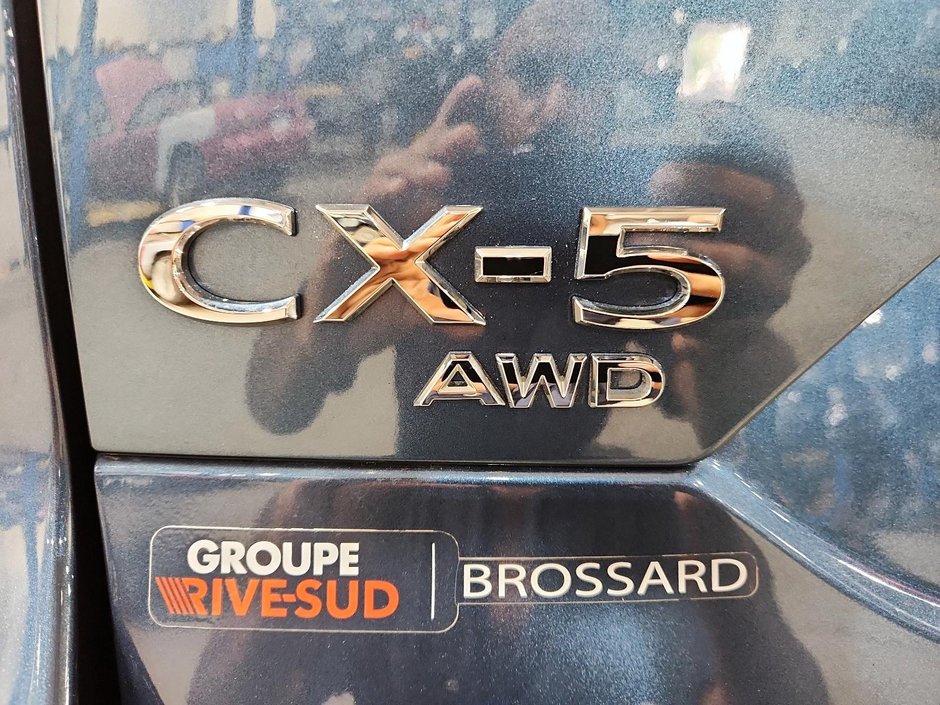 CX-5
AWD
GROUPE
RIVE-SUD
BROSSARD